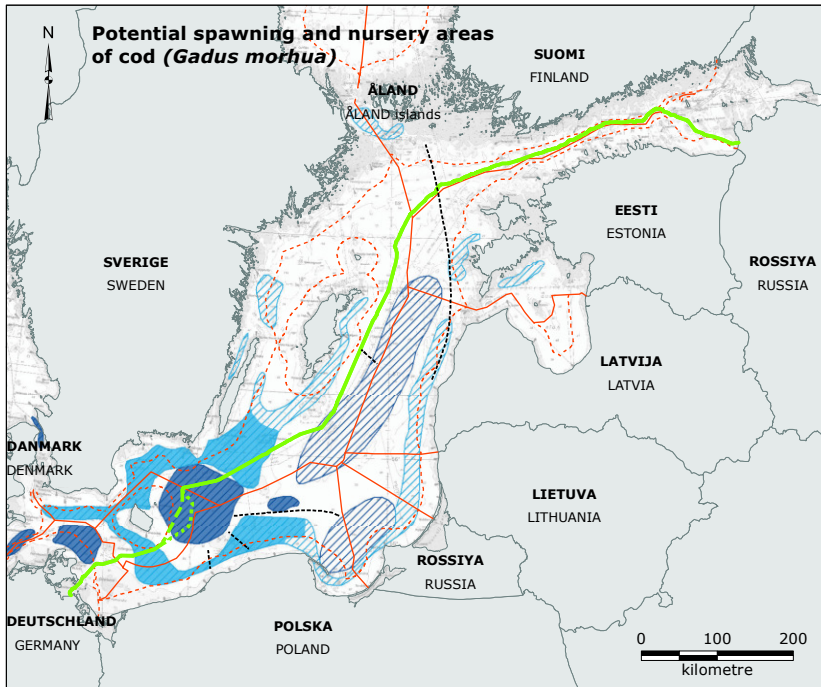 N
Potential spawning and nursery areas
of cod (Gadus morhua)
SUOMI
FINLAND
ÅLAND
ÅLAND islands
EESTI
ESTONIA
SVERIGE
SWEDEN
ROSSIYA
RUSSIA
LATVIJA
LATVIA
DANMARK
DENMARK
LIETUVA
LITHUANIA
ROSSIYA
RUSSIA
DEUTSCHLAND
GERMANY
POLSKA
POLAND
0 100 200
kilometre